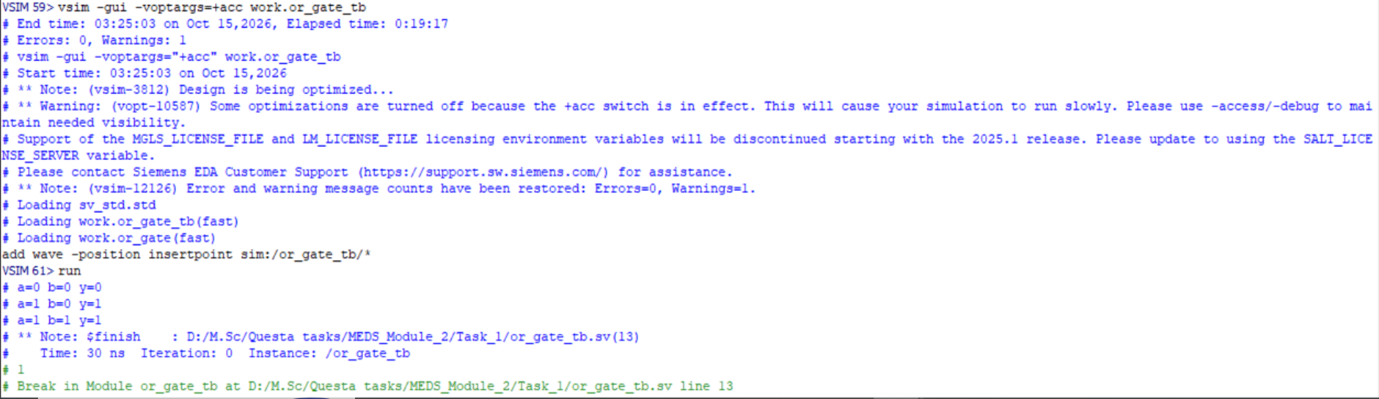 VSIM 59> vsim -gui -voptargs=+acc work.or_gate_tb
# End time: 03:25:03 on Oct 15,2026, Elapsed time: 0:19:17
# Errors: 0, Warnings: 1
# vsim -gui -voptargs="+acc" work.or_gate_tb
# Start time: 03:25:03 on Oct 15,2026
# ** Note: (vsim-3812) Design is being optimized...
# ** Warning: (vopt-10587) Some optimizations are turned off because the +acc switch is in effect. This will cause your simulation to run slowly. Please use -access/-debug to mai
ntain needed visibility.
# Support of the MGLS_LICENSE_FILE and LM_LICENSE_FILE licensing environment variables will be discontinued starting with the 2025.1 release. Please update to using the SALT_LICE
NSE_SERVER variable.
# Please contact Siemens EDA Customer Support (https://support.sw.siemens.com/) for assistance.
# ** Note: (vsim-12126) Error and warning message counts have been restored: Errors=0, Warnings=1.
# Loading sv_std.std
# Loading work.or_gate_tb(fast)
# Loading work.or_gate(fast)
add wave -position insertpoint sim:/or_gate_tb/*
VSIM 61> run
# a=0 b=0 y=0
# a=1 b=0 y=1
# a=1 b=1 y=1
# ** Note: $finish    : D:/M.Sc/Questa tasks/MEDS_Module_2/Task_1/or_gate_tb.sv(13)
#    Time: 30 ns  Iteration: 0  Instance: /or_gate_tb
# 1
# Break in Module or_gate_tb at D:/M.Sc/Questa tasks/MEDS_Module_2/Task_1/or_gate_tb.sv line 13